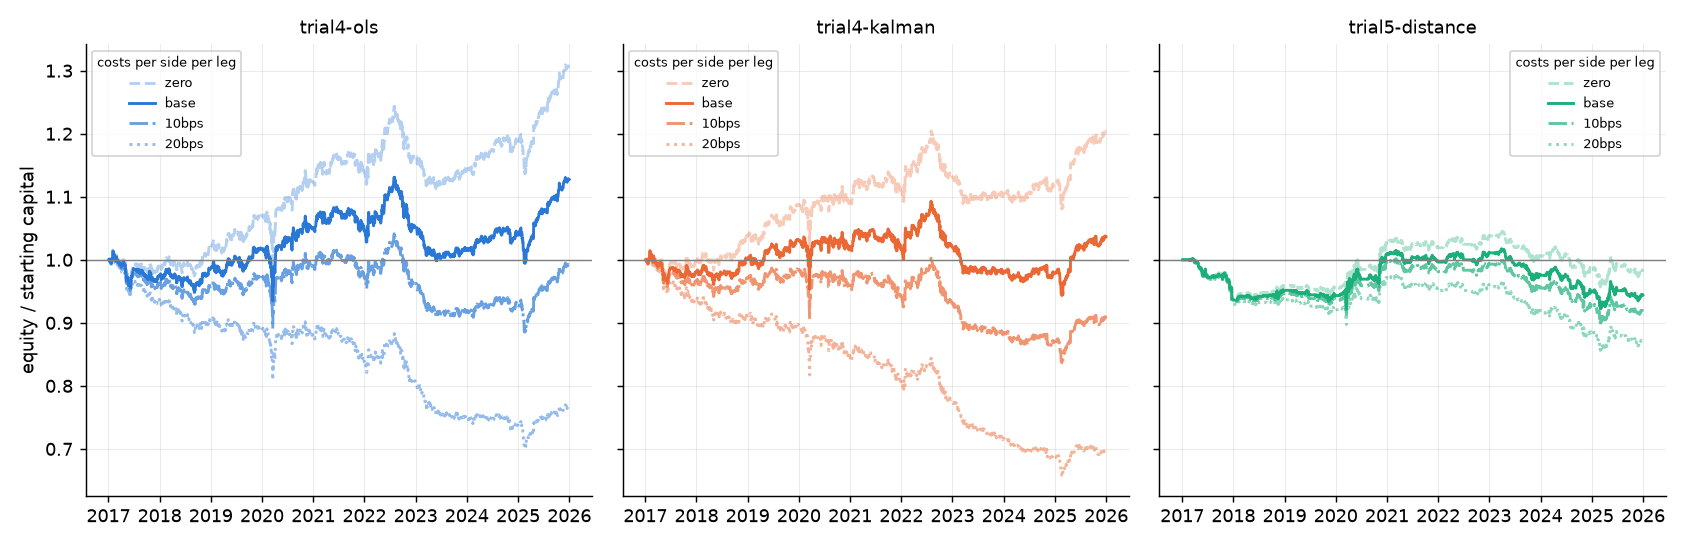 trial4-ols
trial4-kalman
trial5-distance
equity / starting capital
1.3
1.2
1.1
1.0
0.9
0.8
0.7
costs per side per leg
zero
base
10bps
20bps
costs per side per leg
zero
base
10bps
20bps
costs per side per leg
zero
base
10bps
20bps
2017 2018 2019 2020 2021 2022 2023 2024 2025 2026
2017 2018 2019 2020 2021 2022 2023 2024 2025 2026
2017 2018 2019 2020 2021 2022 2023 2024 2025 2026